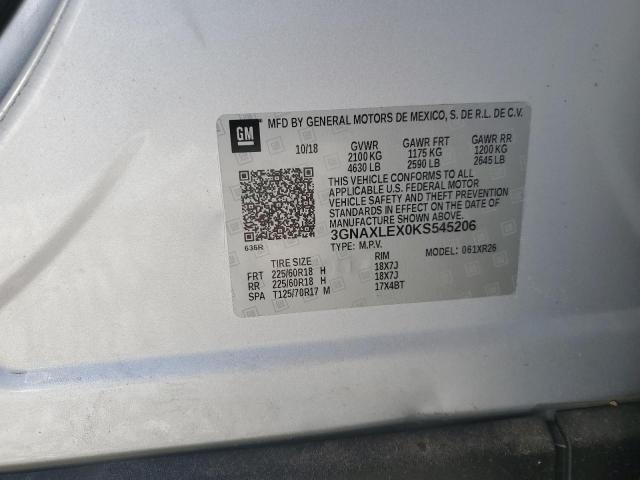 GM
MFD BY GENERAL MOTORS DE MEXICO, S. DE R.L. DE C.V.
10/18 GVWR GAWR FRT GAWR RR
2100 KG 1175 KG 1200 KG
4630 LB 2590 LB 2645 LB
THIS VEHICLE CONFORMS TO ALL
APPLICABLE U.S. FEDERAL MOTOR
VEHICLE SAFETY AND THEFT PREVENTION
STANDARDS IN EFFECT ON THE DATE OF
MANUFACTURE SHOWN ABOVE.
3GNAXLEX0KS545206
636R TYPE: M.P.V. MODEL: 061XR26
TIRE SIZE RIM
FRT 225/60R18 H 18X7J
RR 225/60R18 H 18X7J
SPA T125/70R17 M 17X4BT